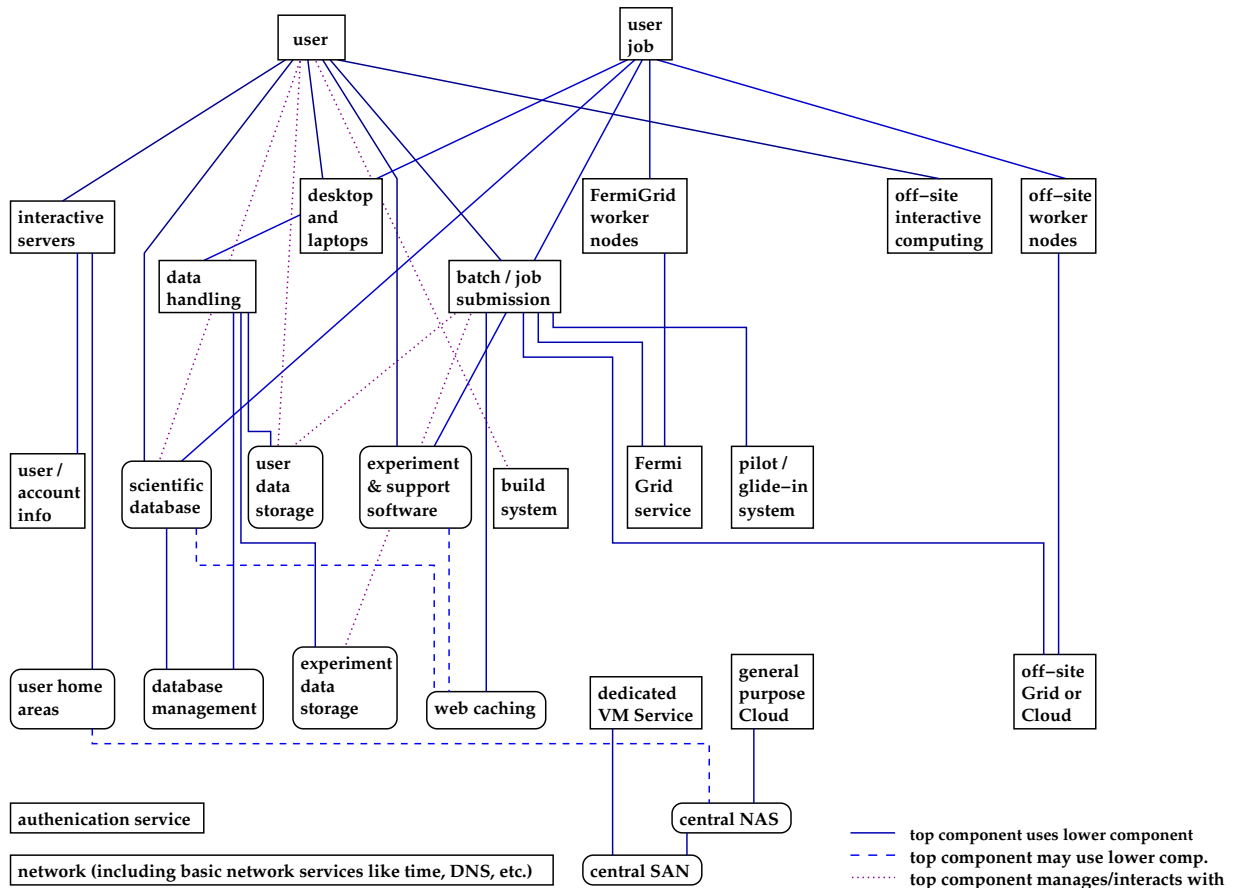 user
user
job
desktop
and
laptops
FermiGrid
worker
nodes
off−site
interactive
computing
off−site
worker
nodes
interactive
servers
data
handling
batch / job
submission
user /
account
info
scientific
database
user
data
storage
experiment
& support
software
build
system
Fermi
Grid
service
pilot /
glide−in
system
user home
areas
database
management
experiment
data
storage
web caching
dedicated
VM Service
general
purpose
Cloud
off−site
Grid or
Cloud
authenication service
central NAS
network (including basic network services like time, DNS, etc.)
central SAN
top component uses lower component
top component may use lower comp.
top component manages/interacts with